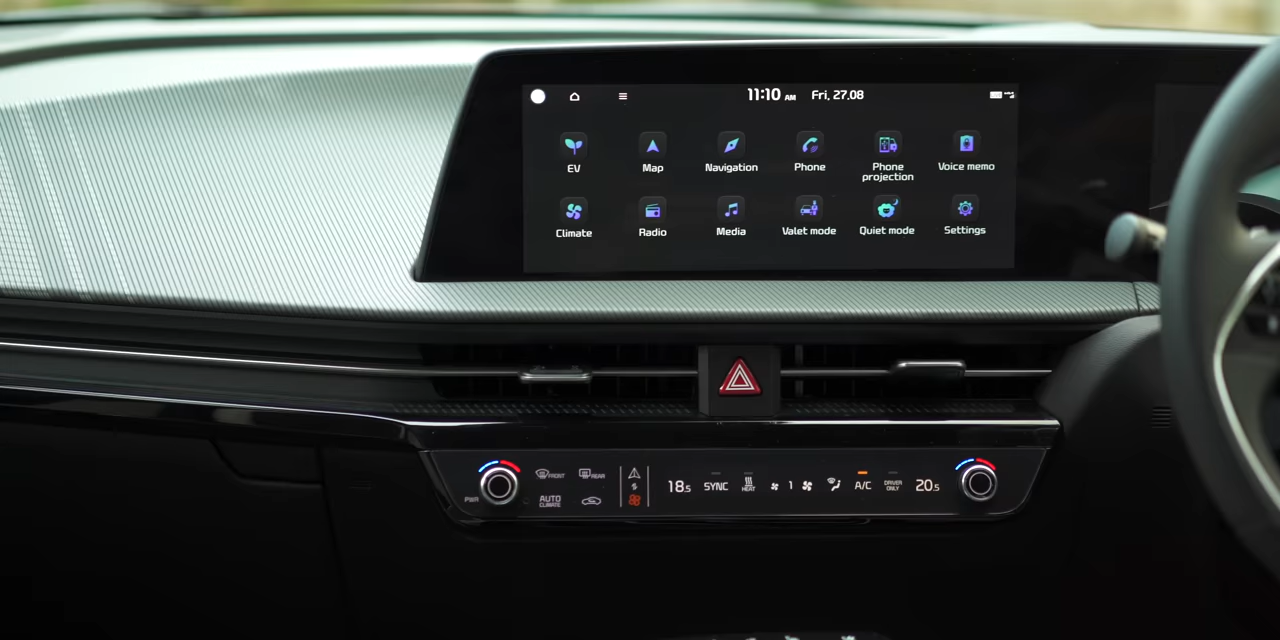 11:10 AM Fri, 27.08
EV Map Navigation Phone Phone projection Voice memo
Climate Radio Media Valet mode Quiet mode Settings
PWR
FRONT REAR
AUTO CLIMATE
18.5 SYNC HEAT 1 A/C DRIVER ONLY 20.5